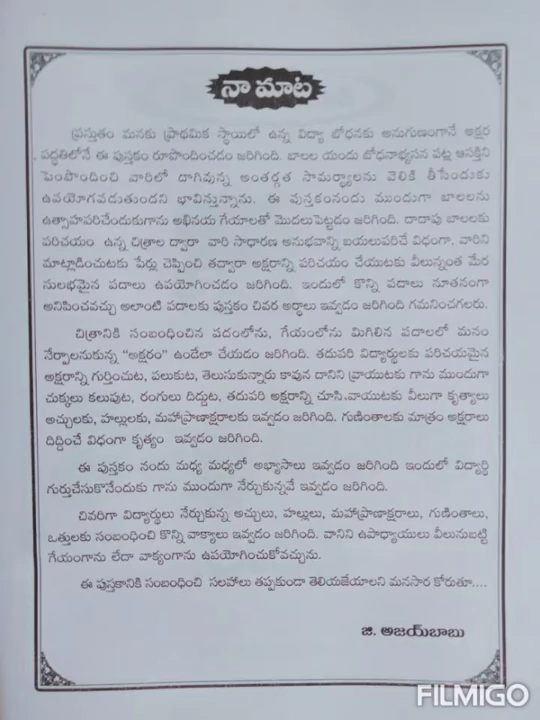 నా మాట
ప్రస్తుతం మనకు ప్రాథమిక స్థాయిలో ఉన్న విద్యా బోధనకు అనుగుణంగానే అక్షర
పద్ధతిలోనే ఈ పుస్తకం రూపొందించడం జరిగింది. బాలల యందు బోధనాభ్యసన పట్ల ఆసక్తిని
పెంపొందించి వారిలో దాగివున్న అంతర్గత సామర్థ్యాలను వెలికి తీసేందుకు
ఉపయోగవడుతుందని భావిస్తున్నాను. ఈ పుస్తకంనందు ముందుగా బాలలను
ఉత్సాహపరిచేందుకుగాను అభినయ గేయాలతో మొదలుపెట్టడం జరిగింది. దాదాపు బాలలకు
పరిచయం ఉన్న చిత్రాల ద్వారా వారి సాధారణ అనుభవాన్ని బయలుపరిచే విధంగా, వారిని
మాట్లాడించుటకు పేర్లు చెప్పించి తద్వారా అక్షరాన్ని పరిచయం చేయుటకు వీలున్నంత మేర
సులభమైన పదాలు ఉపయోగించడం జరిగింది. ఇందులో కొన్ని పదాలు నూతనంగా
అనిపించవచ్చు అలాంటి పదాలకు పుస్తకం చివర అర్థాలు ఇవ్వడం జరిగింది గమనించగలరు.
చిత్రానికి సంబంధించిన పదంలోను, గేయంలోను మిగిలిన పదాలలో మనం
నేర్పాలనుకున్న "అక్షరం" ఉండేలా చేయడం జరిగింది. తదుపరి విద్యార్థులకు పరిచయమైన
అక్షరాన్ని గుర్తించుట, పలుకుట, తెలుసుకున్నారు కావున దానిని వ్రాయుటకు గాను ముందుగా
చుక్కలు కలుపుట, రంగులు దిద్దుట, తదుపరి అక్షరాన్ని చూసి వ్రాయుటకు వీలుగా కృత్యాలు
అచ్చులకు, హల్లులకు, మహాప్రాణాక్షరాలకు ఇవ్వడం జరిగింది. గుణింతాలకు మాత్రం అక్షరాలు
దిద్దించే విధంగా కృత్యం ఇవ్వడం జరిగింది.
ఈ పుస్తకం నందు మధ్య మధ్యలో అభ్యాసాలు ఇవ్వడం జరిగింది ఇందులో విద్యార్థి
గుర్తుచేసుకొనేందుకు గాను ముందుగా నేర్చుకున్నవే ఇవ్వడం జరిగింది.
చివరిగా విద్యార్థులు నేర్చుకున్న అచ్చులు, హల్లులు, మహాప్రాణాక్షరాలు, గుణింతాలు,
ఒత్తులకు సంబంధించి కొన్ని వాక్యాలు ఇవ్వడం జరిగింది. వానిని ఉపాధ్యాయులు వీలునుబట్టి
గేయంగాను లేదా వాక్యంగాను ఉపయోగించుకోవచ్చును.
ఈ పుస్తకానికి సంబంధించి సలహాలు తప్పకుండా తెలియజేయాలని మనసార కోరుతూ....
జి. అజయ్‌బాబు
FILMIGO